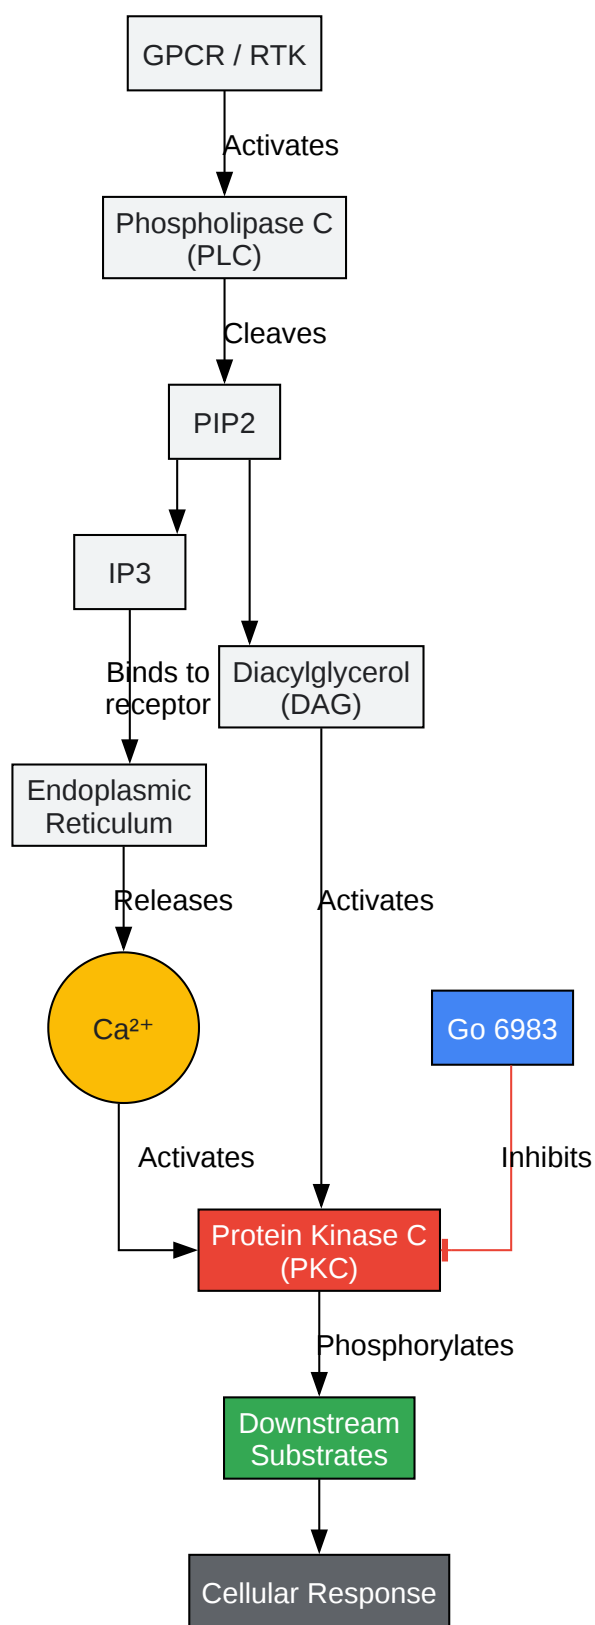 GPCR / RTK
Activates
Phospholipase C
(PLC)
Cleaves
PIP2
IP3
Binds to
receptor
Diacylglycerol
(DAG)
Endoplasmic
Reticulum
Releases
Activates
Ca²⁺
Go 6983
Activates
Inhibits
Protein Kinase C
(PKC)
Phosphorylates
Downstream
Substrates
Cellular Response